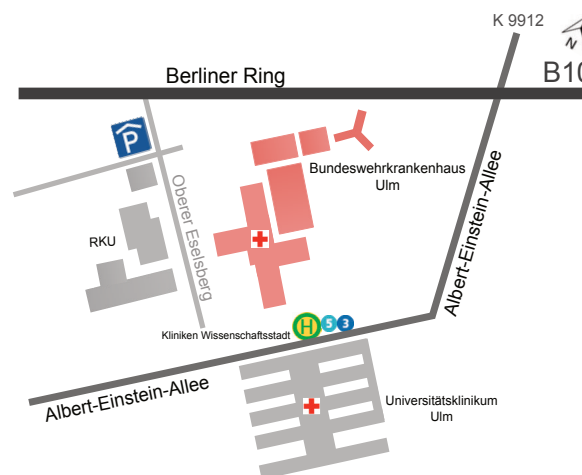 K 9912
N
B10
Berliner Ring
P
Bundeswehrkrankenhaus
Ulm
Oberer Eselsberg
RKU
Albert-Einstein-Allee
Kliniken Wissenschaftsstadt
H
5
3
Albert-Einstein-Allee
Universitätsklinikum
Ulm